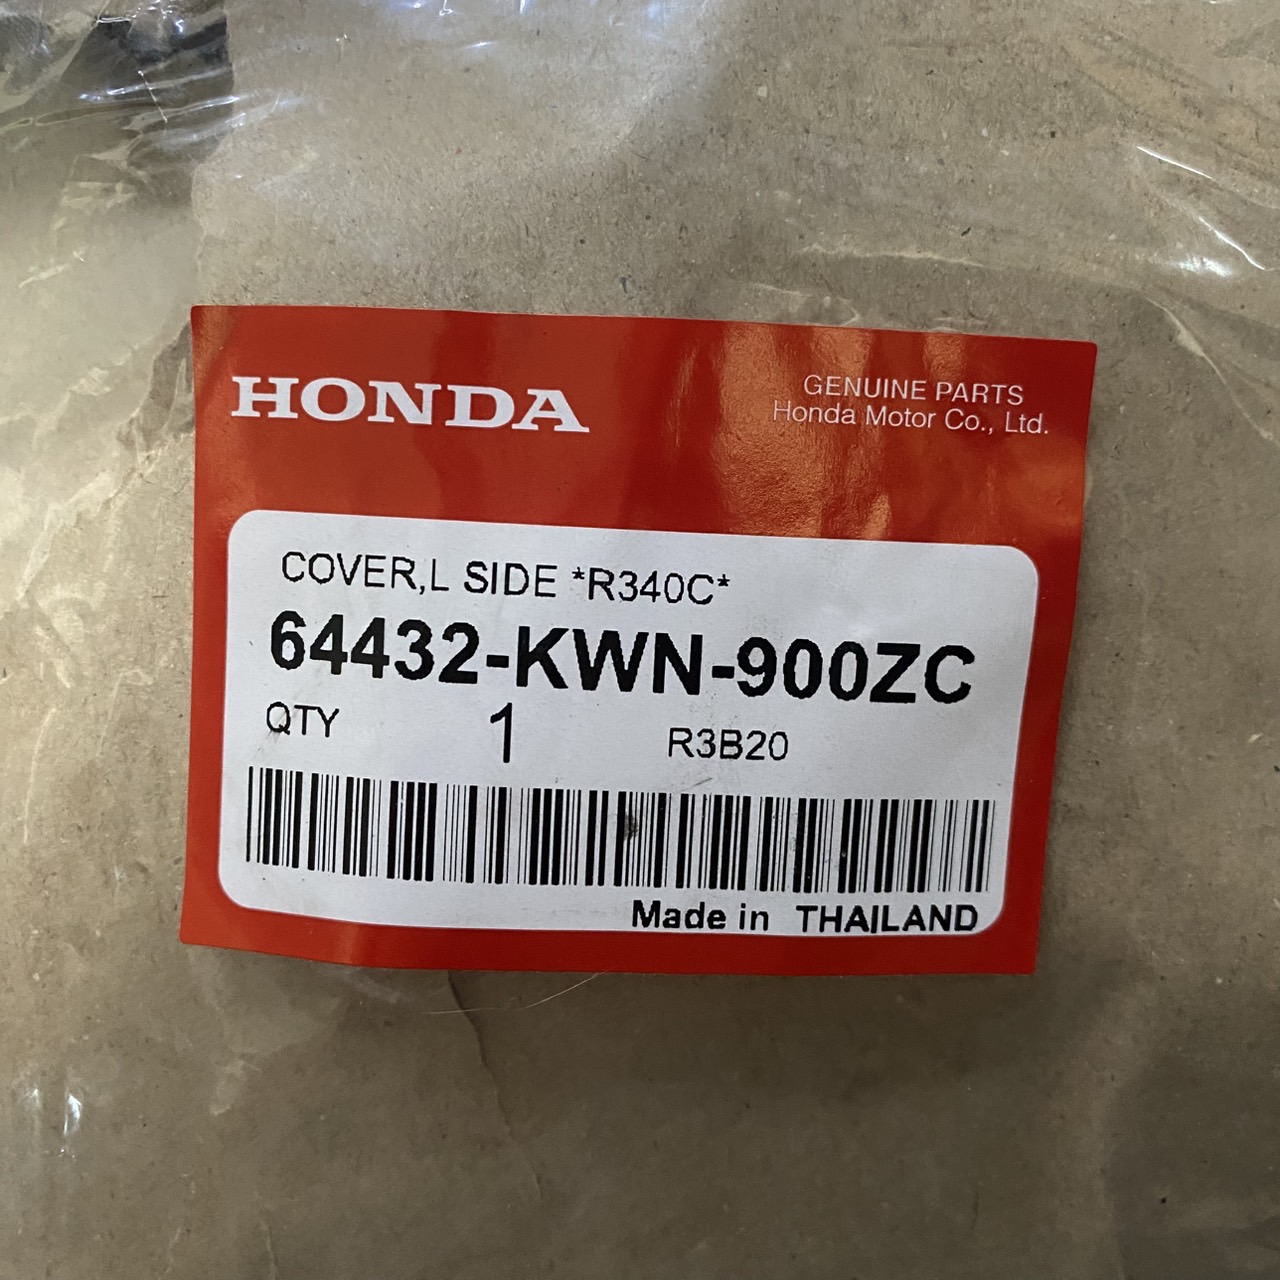 HONDA
GENUINE PARTS
Honda Motor Co., Ltd.
COVER,L SIDE *R340C*
64432-KWN-900ZC
QTY 1 R3B20
Made in THAILAND